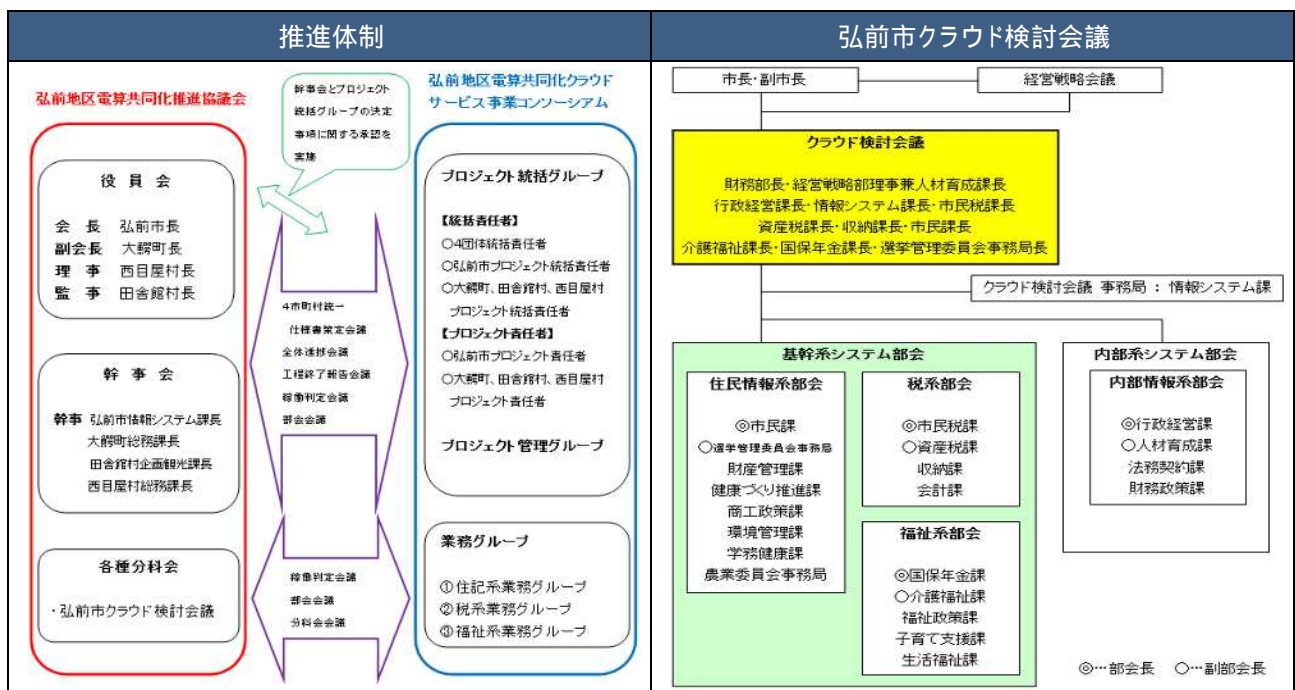 推進体制
弘前地区電算共同化推進協議会
役員会
会　長　弘前市長
副会長　大鰐町長
理　事　西目屋村長
監　事　田舎館村長
幹事会
幹事　弘前市情報システム課長
大鰐町総務課長
田舎館村企画観光課長
西目屋村総務課長
各種分科会
・弘前市クラウド検討会議
幹事会とプロジェクト
統括グループの決定
事項に関する承認を
実施
4市町村統一
仕様書策定会議
全体進捗会議
工程終了報告会議
稼働判定会議
部会会議
稼働判定会議
部会会議
分科会会議
弘前地区電算共同化クラウド
サービス事業コンソーシアム
プロジェクト統括グループ
【統括責任者】
○4団体統括責任者
○弘前市プロジェクト統括責任者
○大鰐町、田舎館村、西目屋村
プロジェクト統括責任者
【プロジェクト責任者】
○弘前市プロジェクト責任者
○大鰐町、田舎館村、西目屋村
プロジェクト責任者
プロジェクト管理グループ
業務グループ
①住記系業務グループ
②税系業務グループ
③福祉系業務グループ
弘前市クラウド検討会議
市長・副市長
経営戦略会議
クラウド検討会議
財務部長・経営戦略部理事兼人材育成課長
行政経営課長・情報システム課長・市民税課長
資産税課長・収納課長・市民課長
介護福祉課長・国保年金課長・選挙管理委員会事務局長
クラウド検討会議 事務局 : 情報システム課
基幹系システム部会
住民情報系部会
◎市民課
○選挙管理委員会事務局
財産管理課
健康づくり推進課
商工政策課
環境管理課
学務健康課
農業委員会事務局
税系部会
◎市民税課
○資産税課
収納課
会計課
福祉系部会
◎国保年金課
○介護福祉課
福祉政策課
子育て支援課
生活福祉課
内部系システム部会
内部情報系部会
◎行政経営課
○人材育成課
法務契約課
財務政策課
◎…部会長　○…副部会長